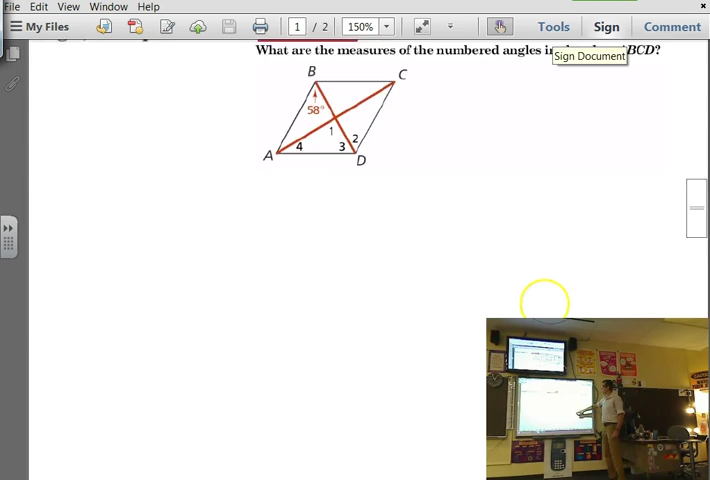 File Edit View Window Help
My Files 1 / 2 150% Tools Sign Comment
What are the measures of the numbered angles in BCD?
Sign Document
B C
58°
1 2
4 3
A D